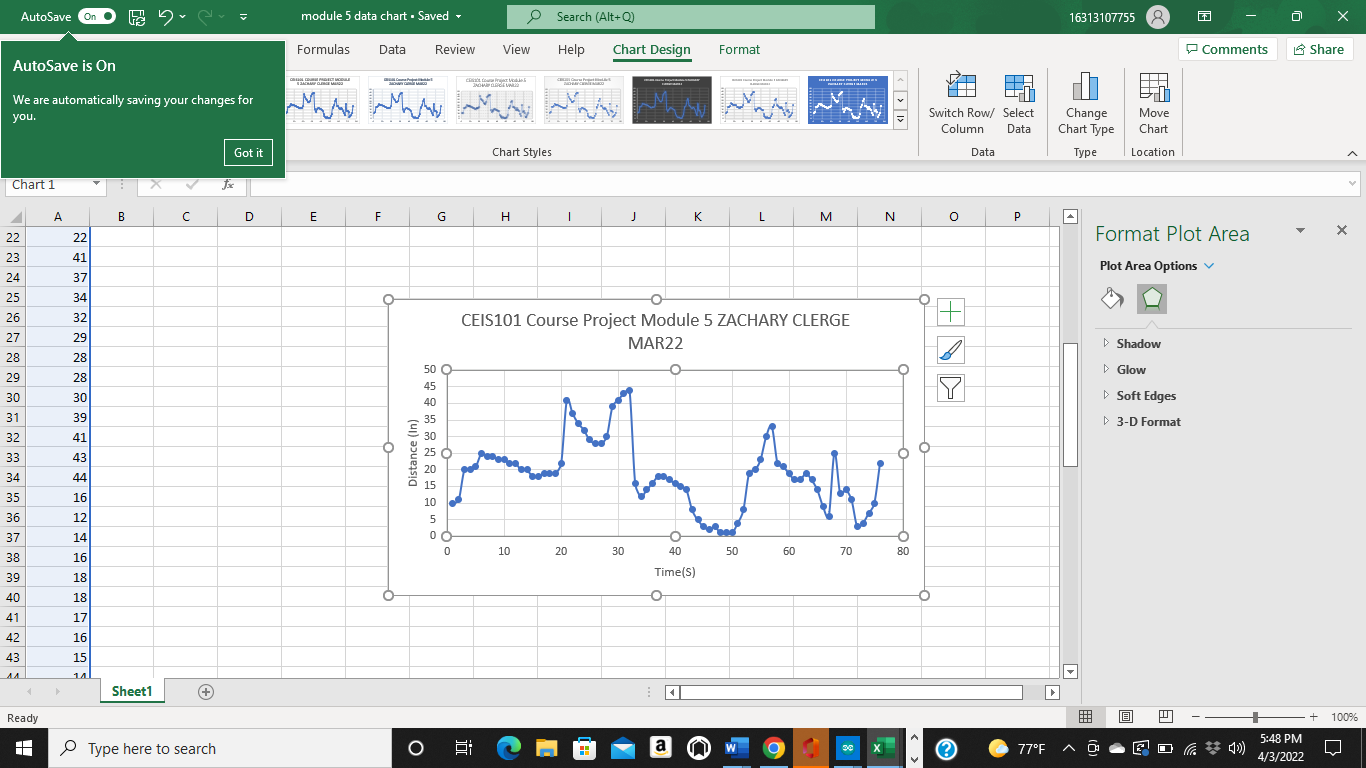 AutoSave On module 5 data chart • Saved Search (Alt+Q) 16313107755
Formulas Data Review View Help Chart Design Format Comments Share
AutoSave is On
We are automatically saving your changes for
you.
Got it
Switch Row/
Column
Select
Data
Change
Chart Type
Move
Chart
Chart Styles Data Type Location
Chart 1 fx
A B C D E F G H I J K L M N O P
22 22
23 41
24 37
25 34
26 32
27 29
28 28
29 28
30 30
31 39
32 41
33 43
34 44
35 16
36 12
37 14
38 16
39 18
40 18
41 17
42 16
43 15
44 14
CEIS101 Course Project Module 5 ZACHARY CLERGE
MAR22
Distance (In)
50
45
40
35
30
25
20
15
10
5
0
0 10 20 30 40 50 60 70 80
Time(S)
Format Plot Area
Plot Area Options
Shadow
Glow
Soft Edges
3-D Format
Sheet1
Ready 100%
Type here to search
77°F
5:48 PM
4/3/2022